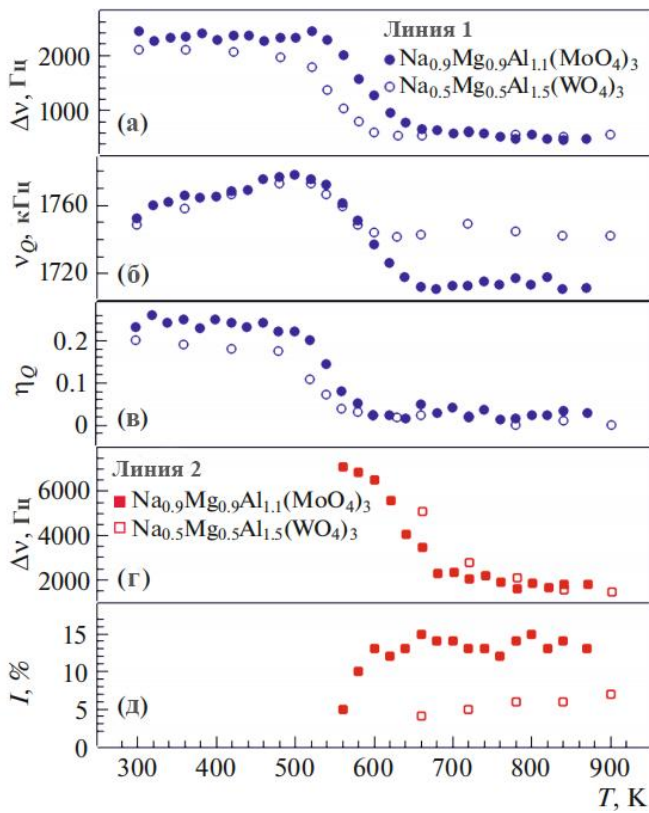 Линия 1
Na0.9Mg0.9Al1.1(MoO4)3
Na0.5Mg0.5Al1.5(WO4)3
2000
1000
Δν, Гц
(а)
1760
1720
νQ, кГц
(б)
0.2
0.1
0
ηQ
(в)
Линия 2
Na0.9Mg0.9Al1.1(MoO4)3
Na0.5Mg0.5Al1.5(WO4)3
6000
4000
2000
Δν, Гц
(г)
15
10
5
0
I, %
(д)
300 400 500 600 700 800 900
T, K